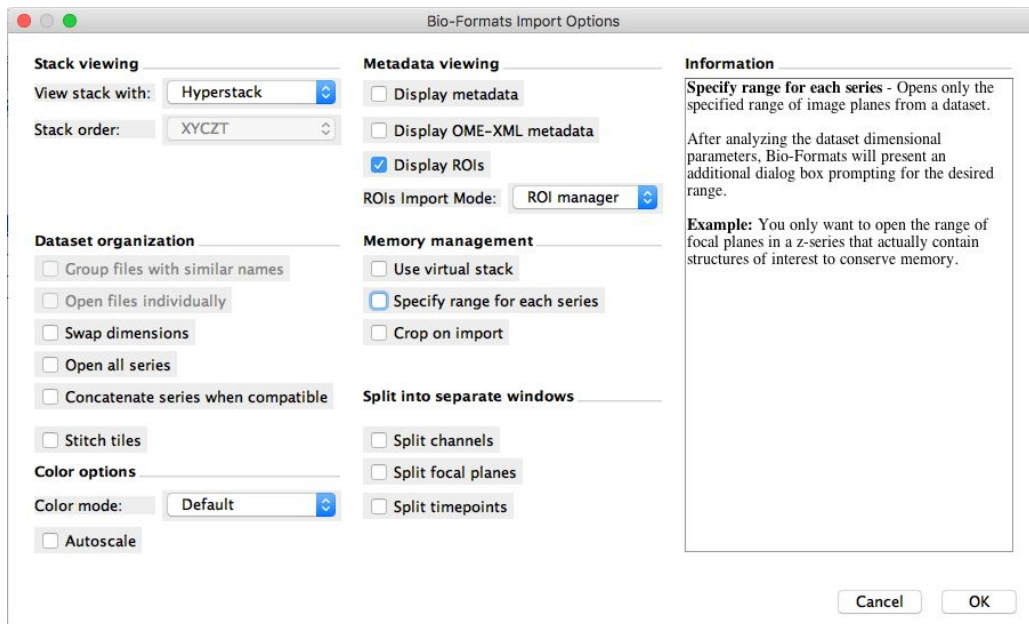 Bio-Formats Import Options
Stack viewing
View stack with: Hyperstack
Stack order: XYCZT
Dataset organization
Group files with similar names
Open files individually
Swap dimensions
Open all series
Concatenate series when compatible
Stitch tiles
Color options
Color mode: Default
Autoscale
Metadata viewing
Display metadata
Display OME-XML metadata
Display ROIs
ROIs Import Mode: ROI manager
Memory management
Use virtual stack
Specify range for each series
Crop on import
Split into separate windows
Split channels
Split focal planes
Split timepoints
Information
Specify range for each series - Opens only the
specified range of image planes from a dataset.
After analyzing the dataset dimensional
parameters, Bio-Formats will present an
additional dialog box prompting for the desired
range.
Example: You only want to open the range of
focal planes in a z-series that actually contain
structures of interest to conserve memory.
Cancel OK